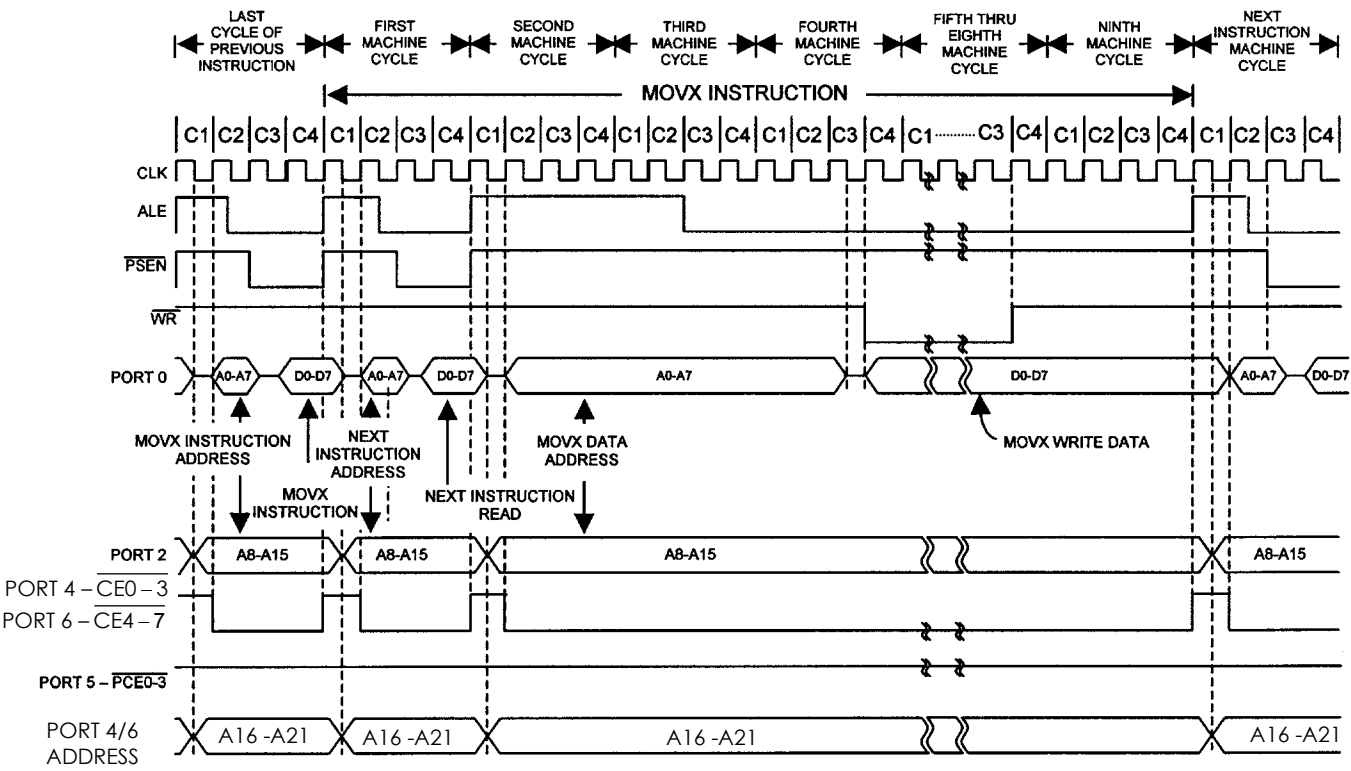 LAST
CYCLE OF
PREVIOUS
INSTRUCTION
FIRST
MACHINE
CYCLE
SECOND
MACHINE
CYCLE
THIRD
MACHINE
CYCLE
FOURTH
MACHINE
CYCLE
FIFTH THRU
EIGHTH
MACHINE
CYCLE
NINTH
MACHINE
CYCLE
NEXT
INSTRUCTION
MACHINE
CYCLE
MOVX INSTRUCTION
C1 C2 C3 C4 C1 C2 C3 C4 C1 C2 C3 C4 C1 C2 C3 C4 C1 C2 C3 C4 C1 ......... C3 C4 C1 C2 C3 C4 C1 C2 C3 C4
CLK
ALE
PSEN
WR
PORT 0 A0-A7 D0-D7 A0-A7 D0-D7 A0-A7 D0-D7 A0-A7 D0-D7
MOVX INSTRUCTION
ADDRESS
NEXT
INSTRUCTION
ADDRESS
MOVX DATA
ADDRESS
MOVX WRITE DATA
MOVX
INSTRUCTION
NEXT INSTRUCTION
READ
PORT 2 A8-A15 A8-A15 A8-A15 A8-A15
PORT 4 – CE0 – 3
PORT 6 – CE4 – 7
PORT 5 – PCE0-3
PORT 4/6
ADDRESS
A16 -A21 A16 -A21 A16 -A21 A16 -A21